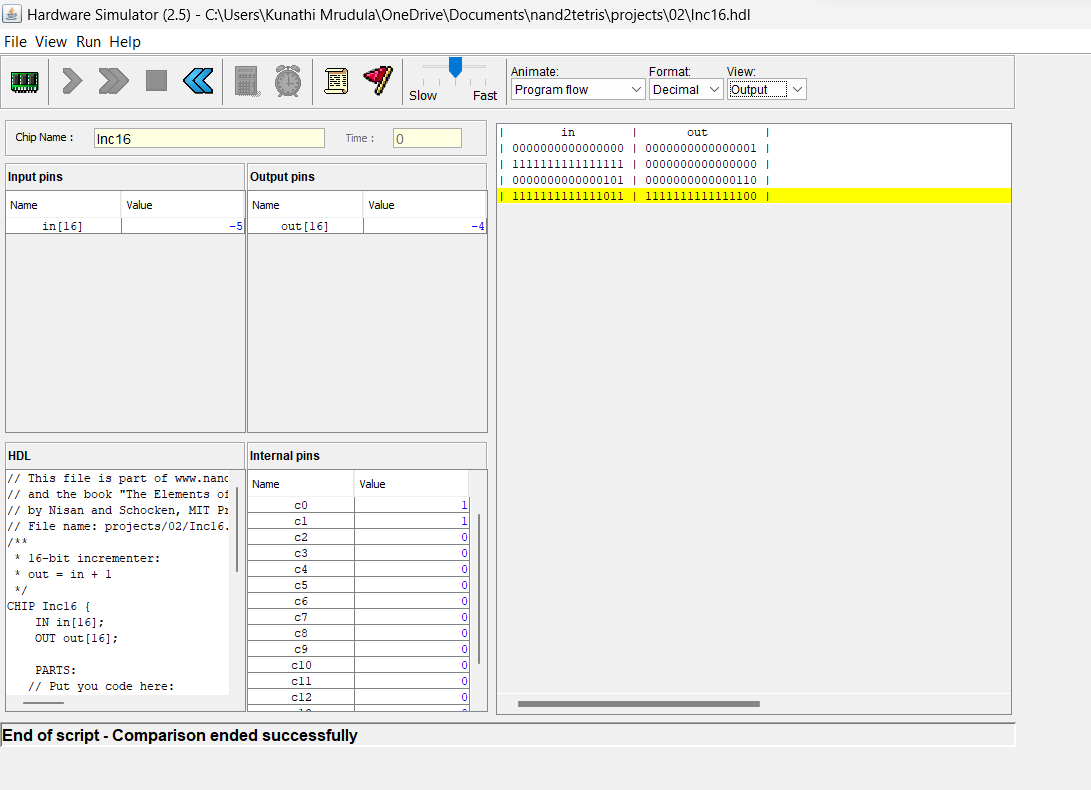 Hardware Simulator (2.5) - C:\Users\Kunathi Mrudula\OneDrive\Documents\nand2tetris\projects\02\Inc16.hdl
File View Run Help
Animate: Format: View:
Program flow Decimal Output
Slow Fast
Chip Name : Inc16 Time : 0
Input pins
Name Value
in[16] -5
Output pins
Name Value
out[16] -4
| in | out |
| 0000000000000000 | 0000000000000001 |
| 1111111111111111 | 0000000000000000 |
| 0000000000000101 | 0000000000000110 |
| 1111111111111011 | 1111111111111100 |
HDL
// This file is part of www.nand
// and the book "The Elements of
// by Nisan and Schocken, MIT Pr
// File name: projects/02/Inc16.
/**
* 16-bit incrementer:
* out = in + 1
*/
CHIP Inc16 {
IN in[16];
OUT out[16];
PARTS:
// Put you code here:
Internal pins
Name Value
c0 1
c1 1
c2 0
c3 0
c4 0
c5 0
c6 0
c7 0
c8 0
c9 0
c10 0
c11 0
c12 0
End of script - Comparison ended successfully